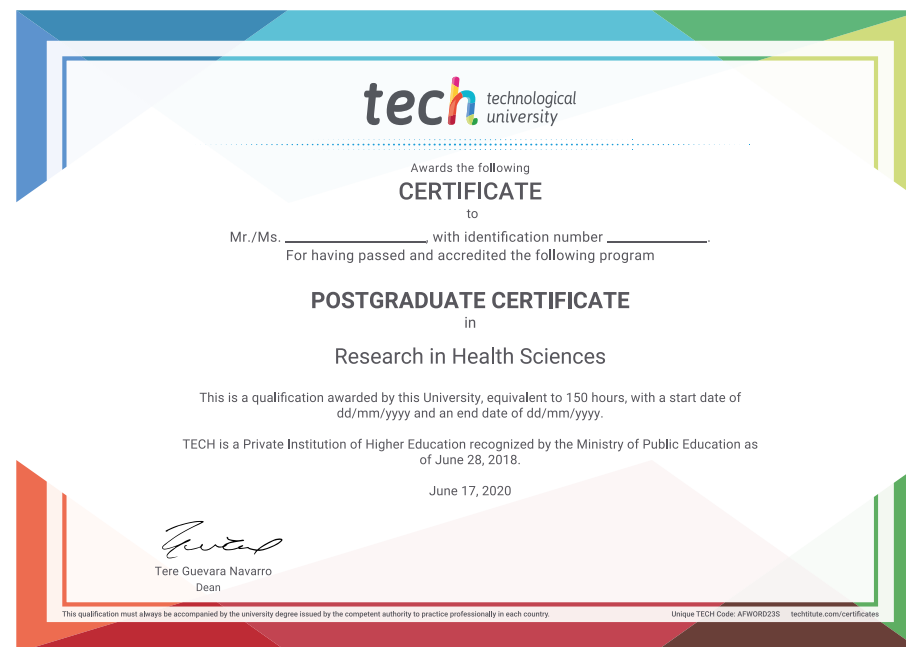 tech technological
university
Awards the following
CERTIFICATE
to
Mr./Ms. ____________________, with identification number ______________.
For having passed and accredited the following program
POSTGRADUATE CERTIFICATE
in
Research in Health Sciences
This is a qualification awarded by this University, equivalent to 150 hours, with a start date of
dd/mm/yyyy and an end date of dd/mm/yyyy.
TECH is a Private Institution of Higher Education recognized by the Ministry of Public Education as
of June 28, 2018.
June 17, 2020
Tere Guevara Navarro
Dean
This qualification must always be accompanied by the university degree issued by the competent authority to practice professionally in each country. Unique TECH Code: AFWORD23S techtitute.com/certificates